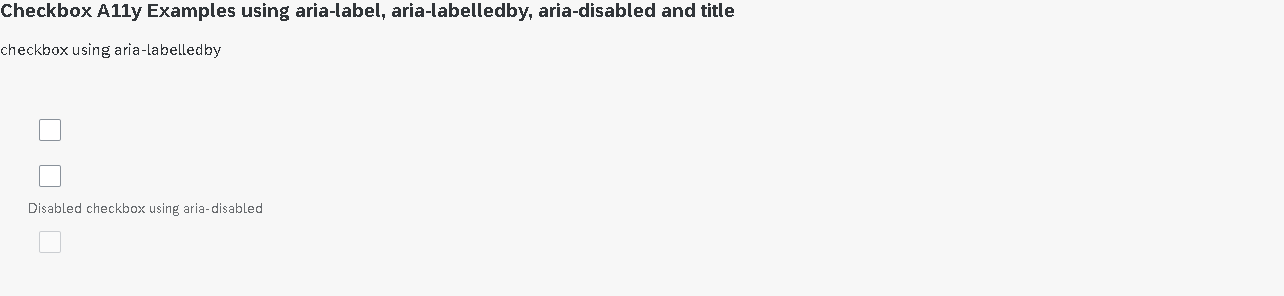 Checkbox A11y Examples using aria-label, aria-labelledby, aria-disabled and title
checkbox using aria-labelledby
Disabled checkbox using aria-disabled